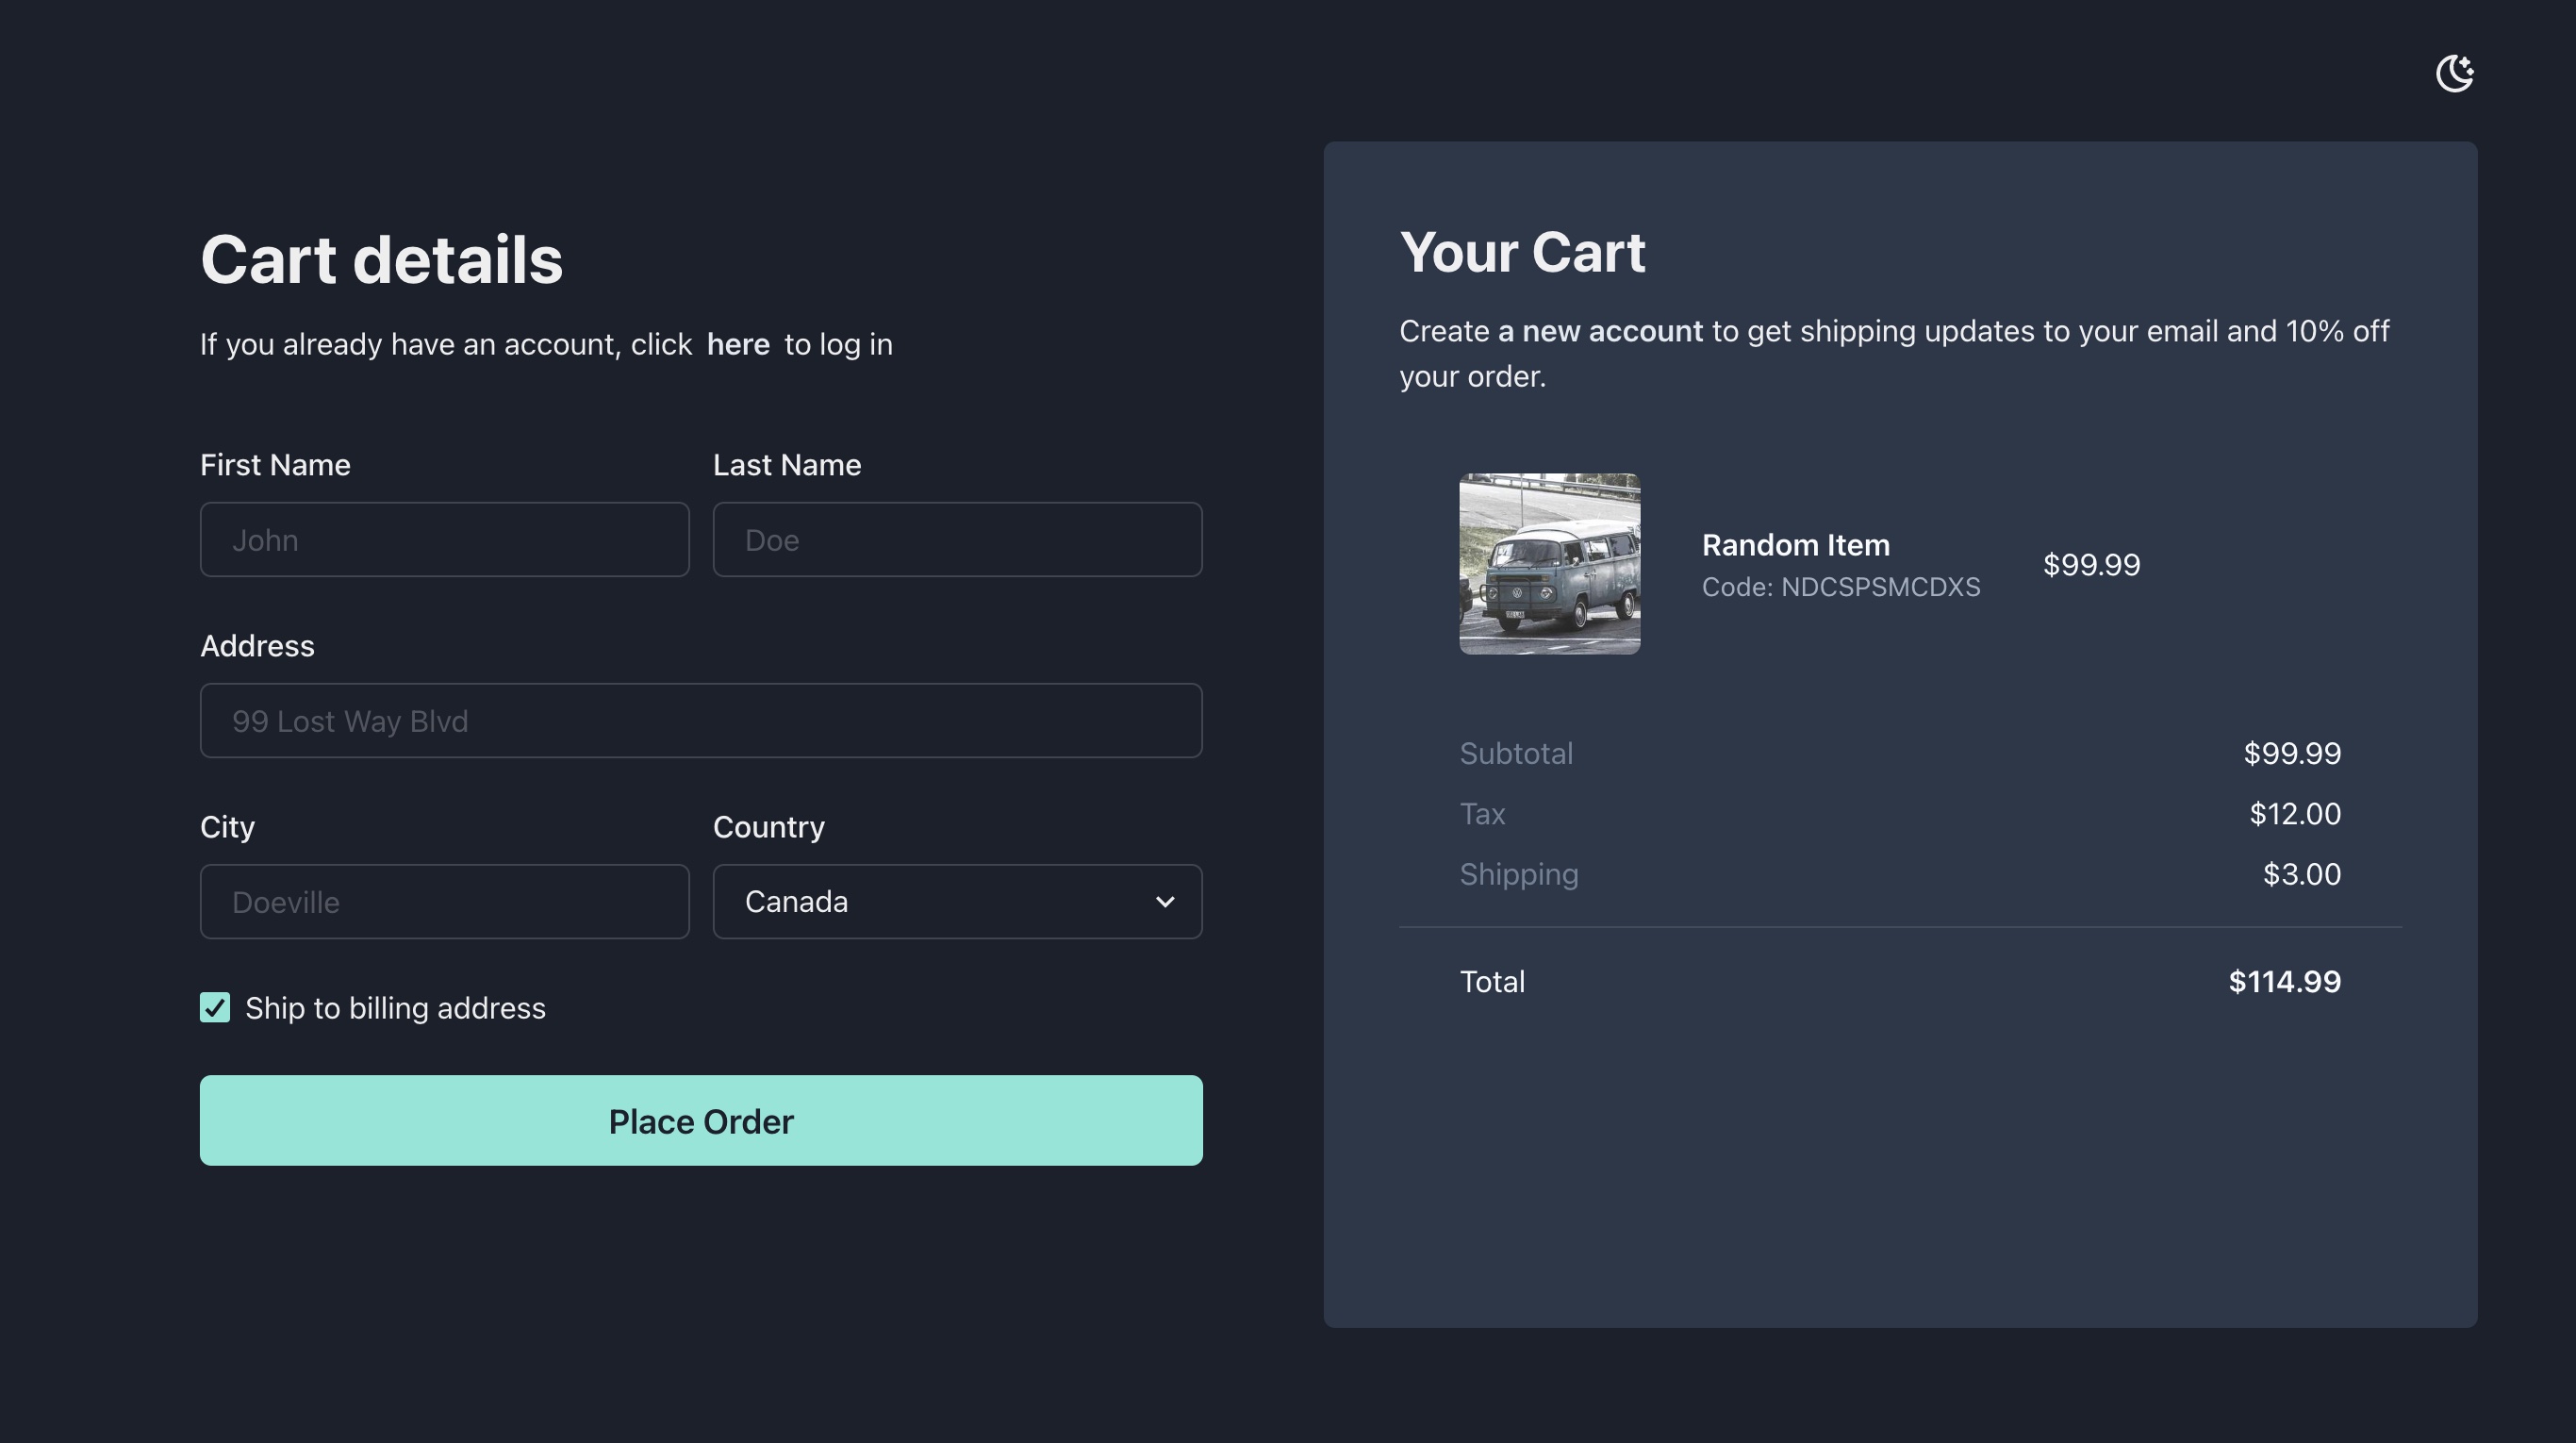 Cart details
If you already have an account, click here to log in
First Name
Last Name
John
Doe
Address
99 Lost Way Blvd
City
Country
Doeville
Canada
Ship to billing address
Place Order
Your Cart
Create a new account to get shipping updates to your email and 10% off
your order.
Random Item
Code: NDCSPSMCDXS
$99.99
Subtotal
$99.99
Tax
$12.00
Shipping
$3.00
Total
$114.99